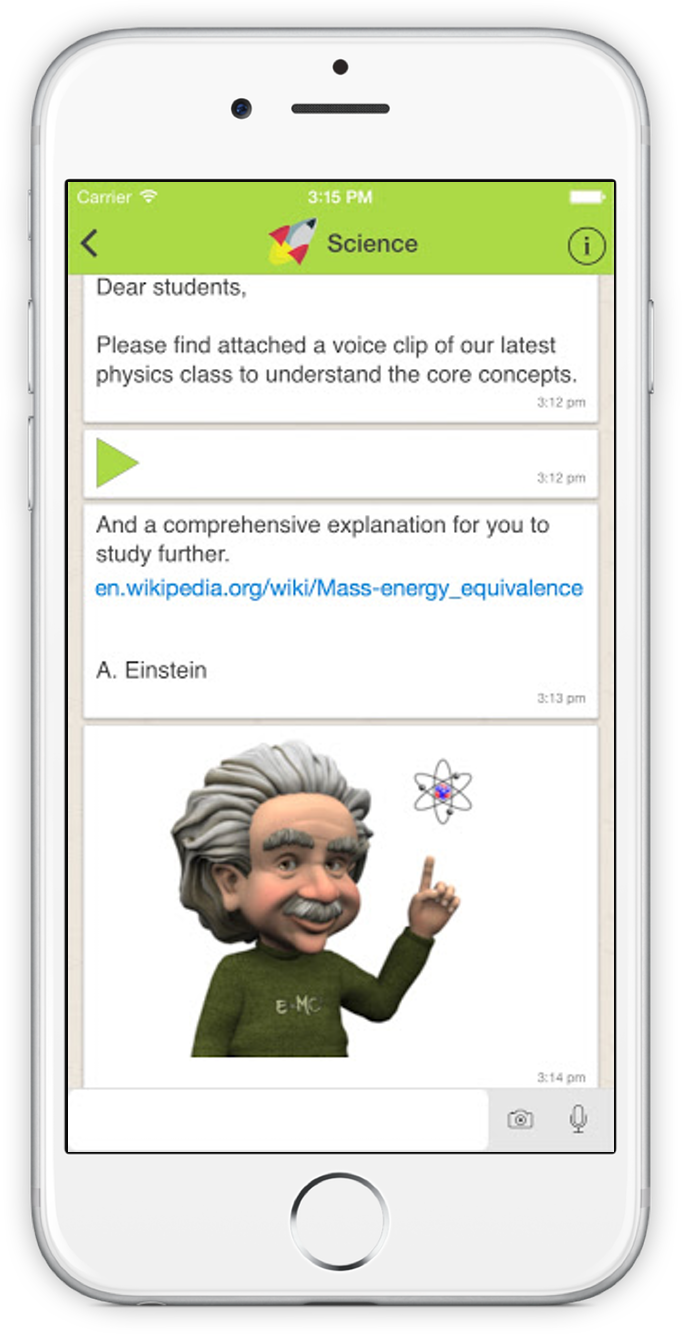 Carrier 3:15 PM
Science
Dear students,
Please find attached a voice clip of our latest
physics class to understand the core concepts.
3:12 pm
3:12 pm
And a comprehensive explanation for you to
study further.
en.wikipedia.org/wiki/Mass-energy_equivalence
A. Einstein
3:13 pm
E=MC
3:14 pm